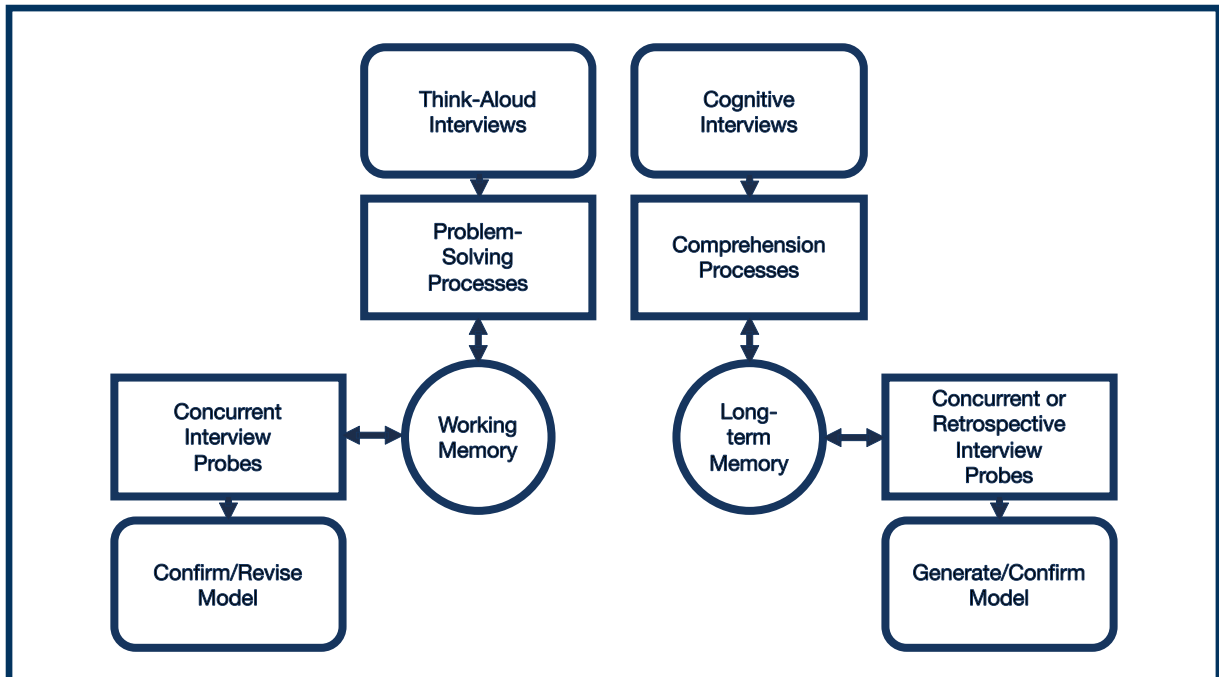 Think-Aloud
Interviews
Cognitive
Interviews
Problem-
Solving
Processes
Comprehension
Processes
Concurrent
Interview
Probes
Working
Memory
Long-
term
Memory
Concurrent or
Retrospective
Interview
Probes
Confirm/Revise
Model
Generate/Confirm
Model